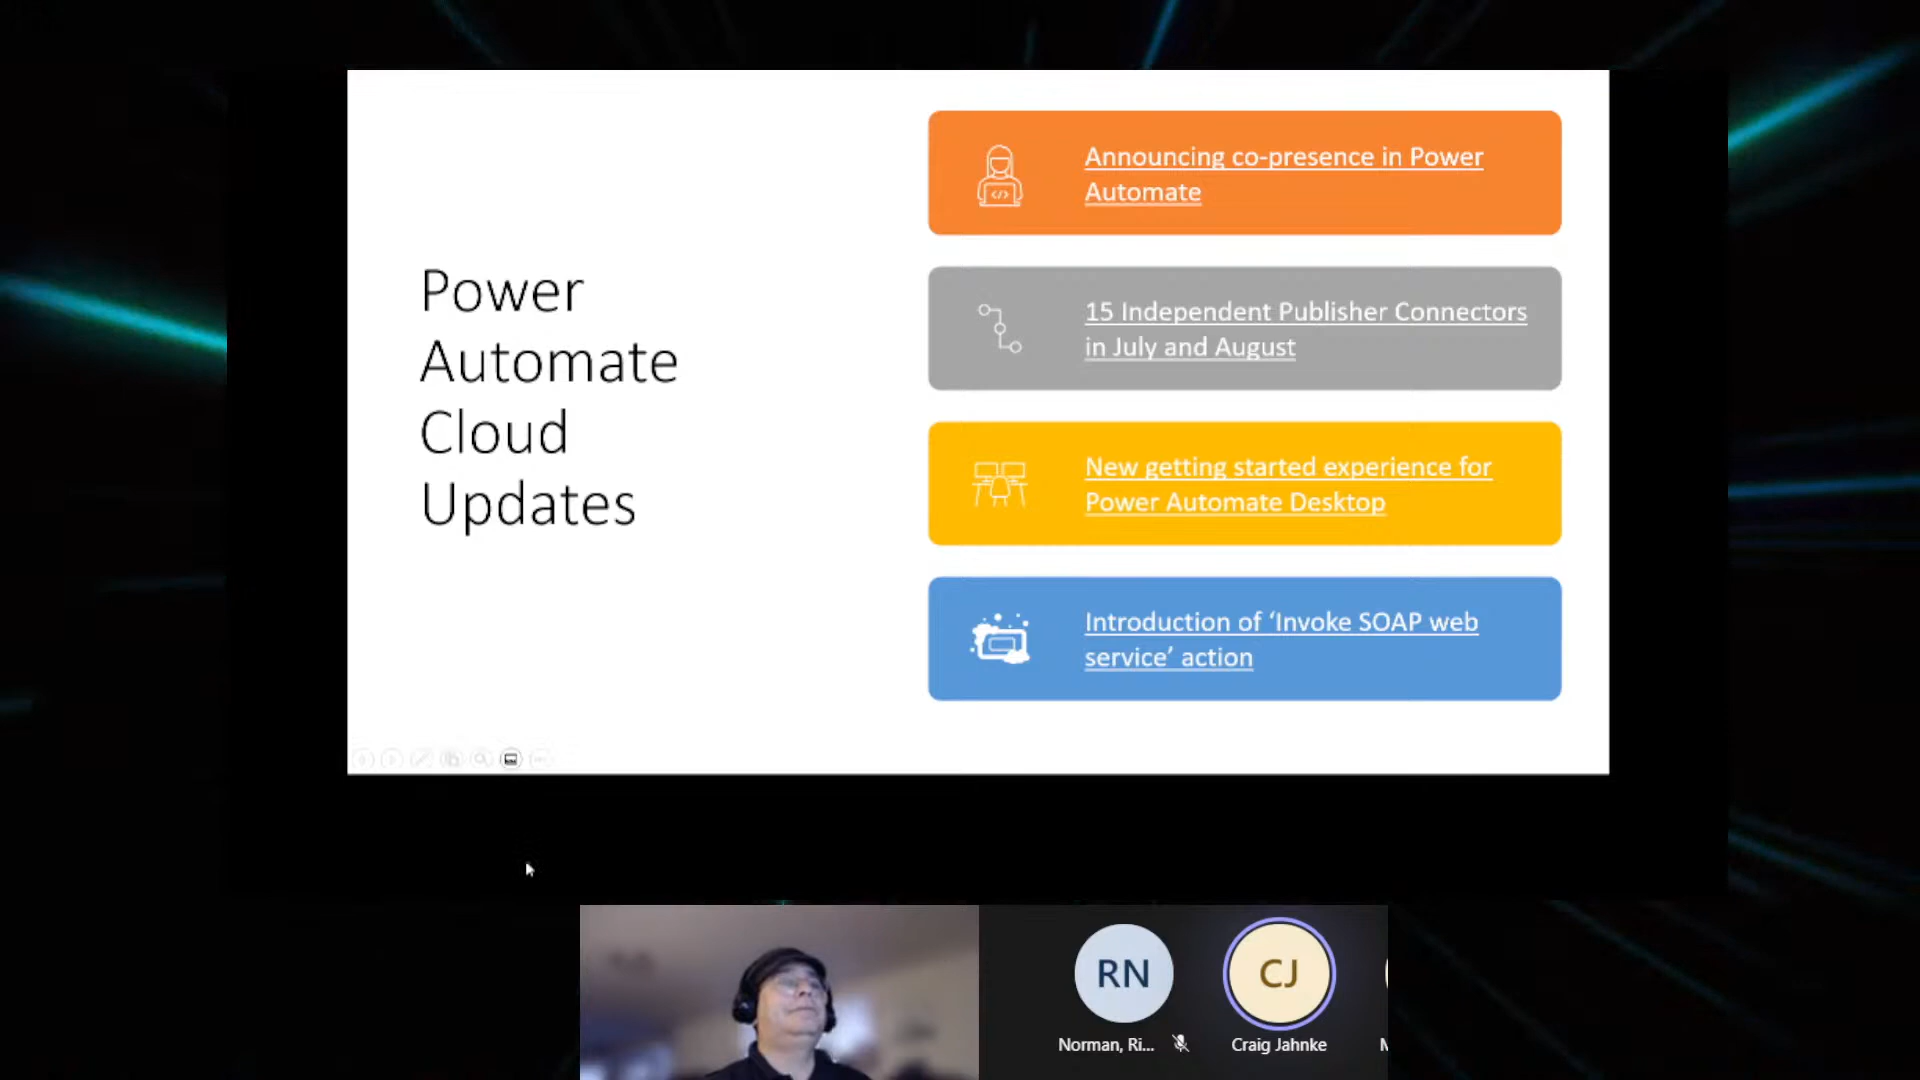 Power
Automate
Cloud
Updates
Announcing co-presence in Power
Automate
15 Independent Publisher Connectors
in July and August
New getting started experience for
Power Automate Desktop
Introduction of ‘Invoke SOAP web
service’ action
RN
CJ
Norman, Ri...
Craig Jahnke